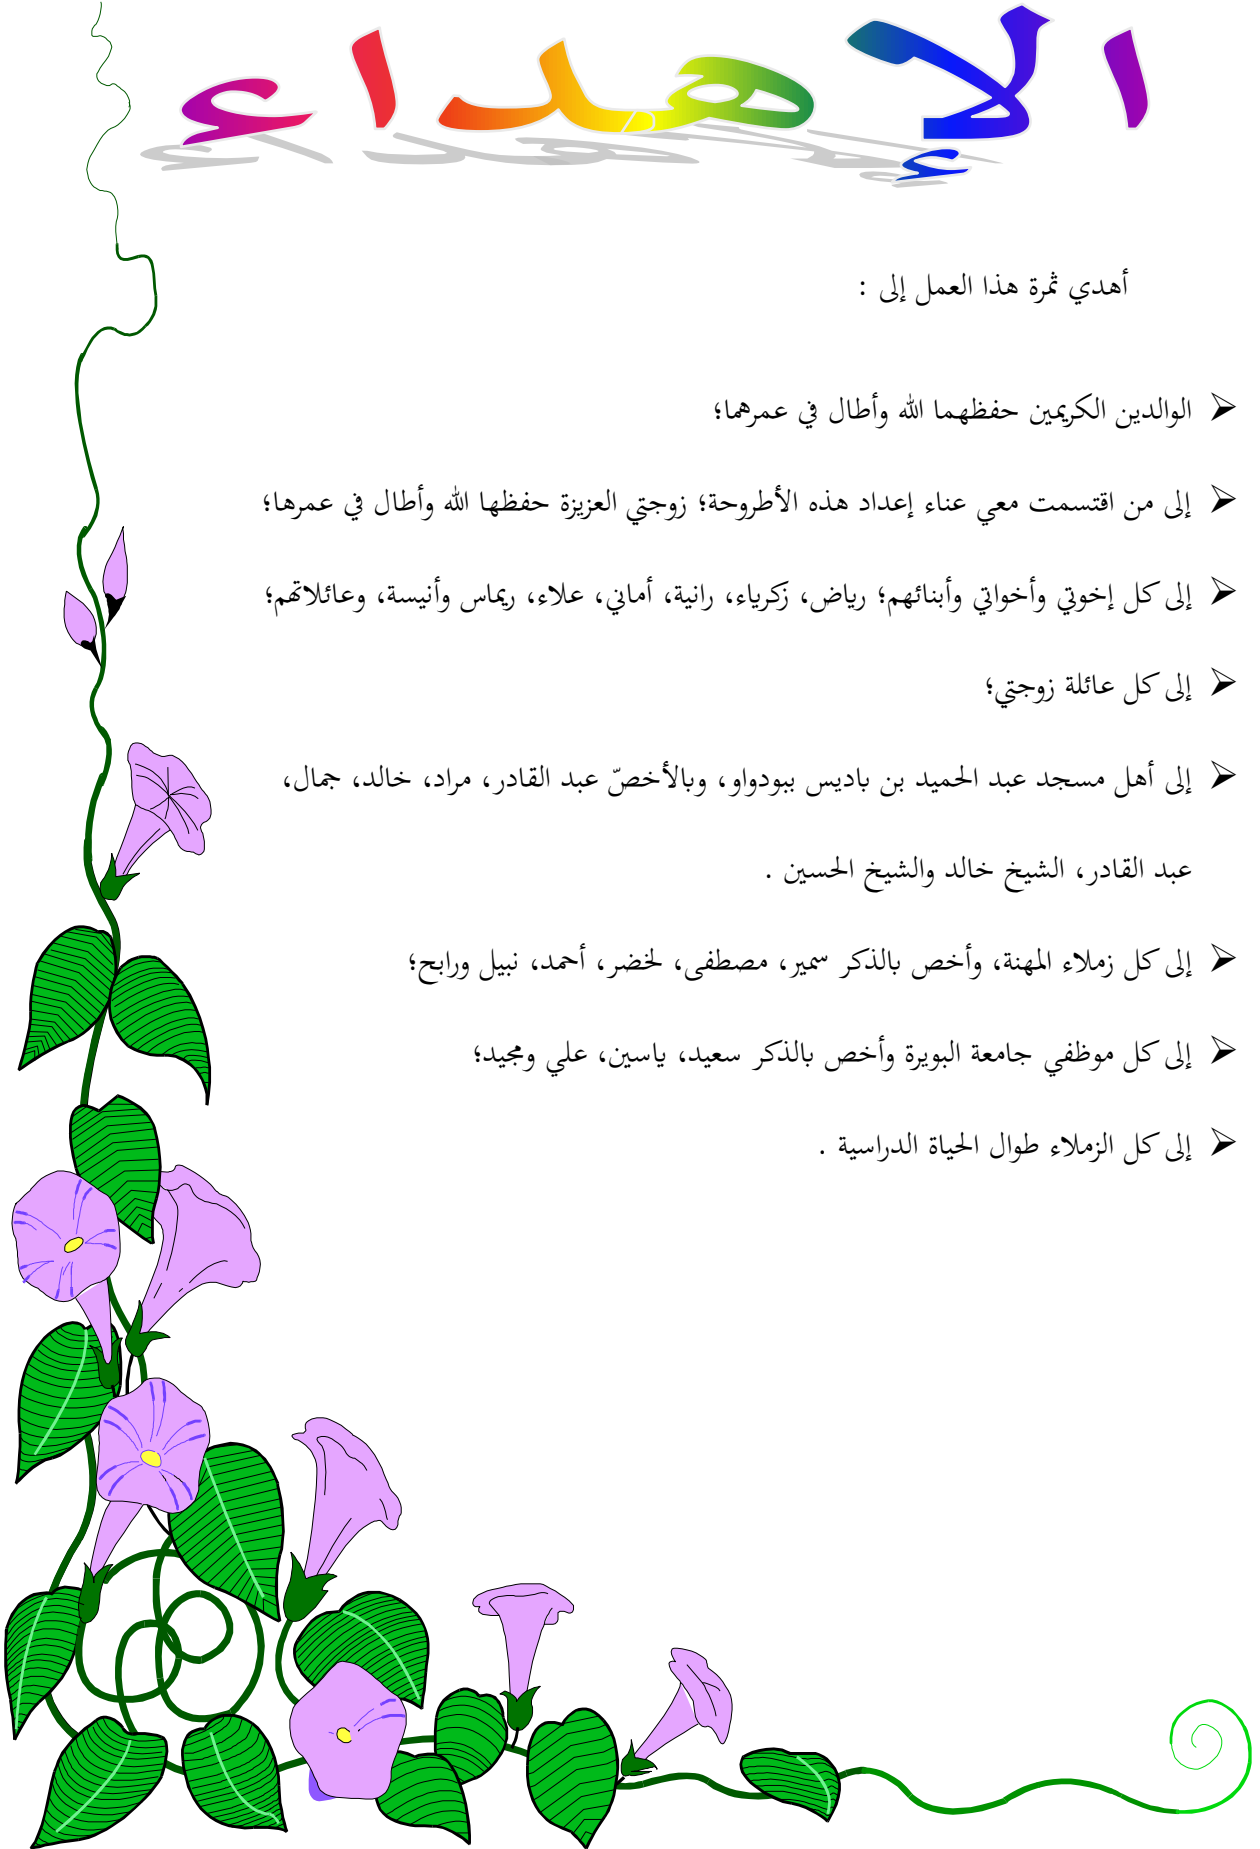 الإهداء
أهدي ثمرة هذا العمل إلى :
الوالدين الكريمين حفظهما الله وأطال في عمرهما؛
إلى من اقتسمت معي عناء إعداد هذه الأطروحة؛ زوجتي العزيزة حفظها الله وأطال في عمرها؛
إلى كل إخوتي وأخواتي وأبنائهم؛ رياض، زكرياء، رانية، أماني، علاء، ريماس وأنيسة، وعائلاتهم؛
إلى كل عائلة زوجتي؛
إلى أهل مسجد عبد الحميد بن باديس ببودواو، وبالأخصّ عبد القادر، مراد، خالد، جمال،
عبد القادر، الشيخ خالد والشيخ الحسين .
إلى كل زملاء المهنة، وأخص بالذكر سمير، مصطفى، لخضر، أحمد، نبيل ورابح؛
إلى كل موظفي جامعة البويرة وأخص بالذكر سعيد، ياسين، علي ومجيد؛
إلى كل الزملاء طوال الحياة الدراسية .